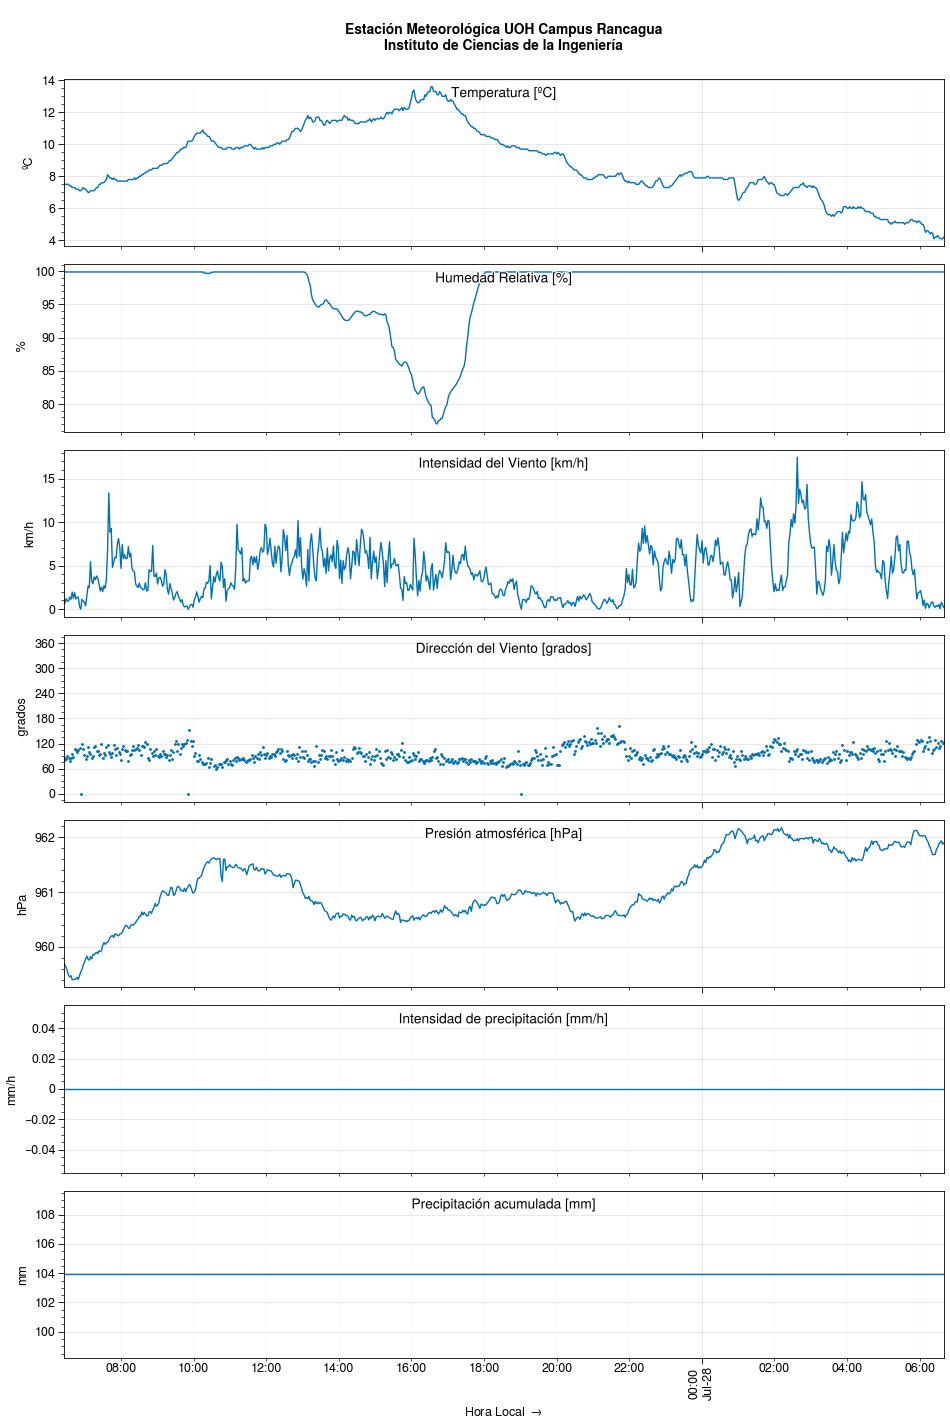 Estación Meteorológica UOH Campus Rancagua
Instituto de Ciencias de la Ingeniería
Temperatura [ºC]
ºC
14
12
10
8
6
4
Humedad Relativa [%]
%
100
95
90
85
80
Intensidad del Viento [km/h]
km/h
15
10
5
0
Dirección del Viento [grados]
grados
360
300
240
180
120
60
0
Presión atmosférica [hPa]
hPa
962
961
960
Intensidad de precipitación [mm/h]
mm/h
0.04
0.02
0
−0.02
−0.04
Precipitación acumulada [mm]
mm
108
106
104
102
100
08:00 10:00 12:00 14:00 16:00 18:00 20:00 22:00 00:00 02:00 04:00 06:00
Jul-28
Hora Local →